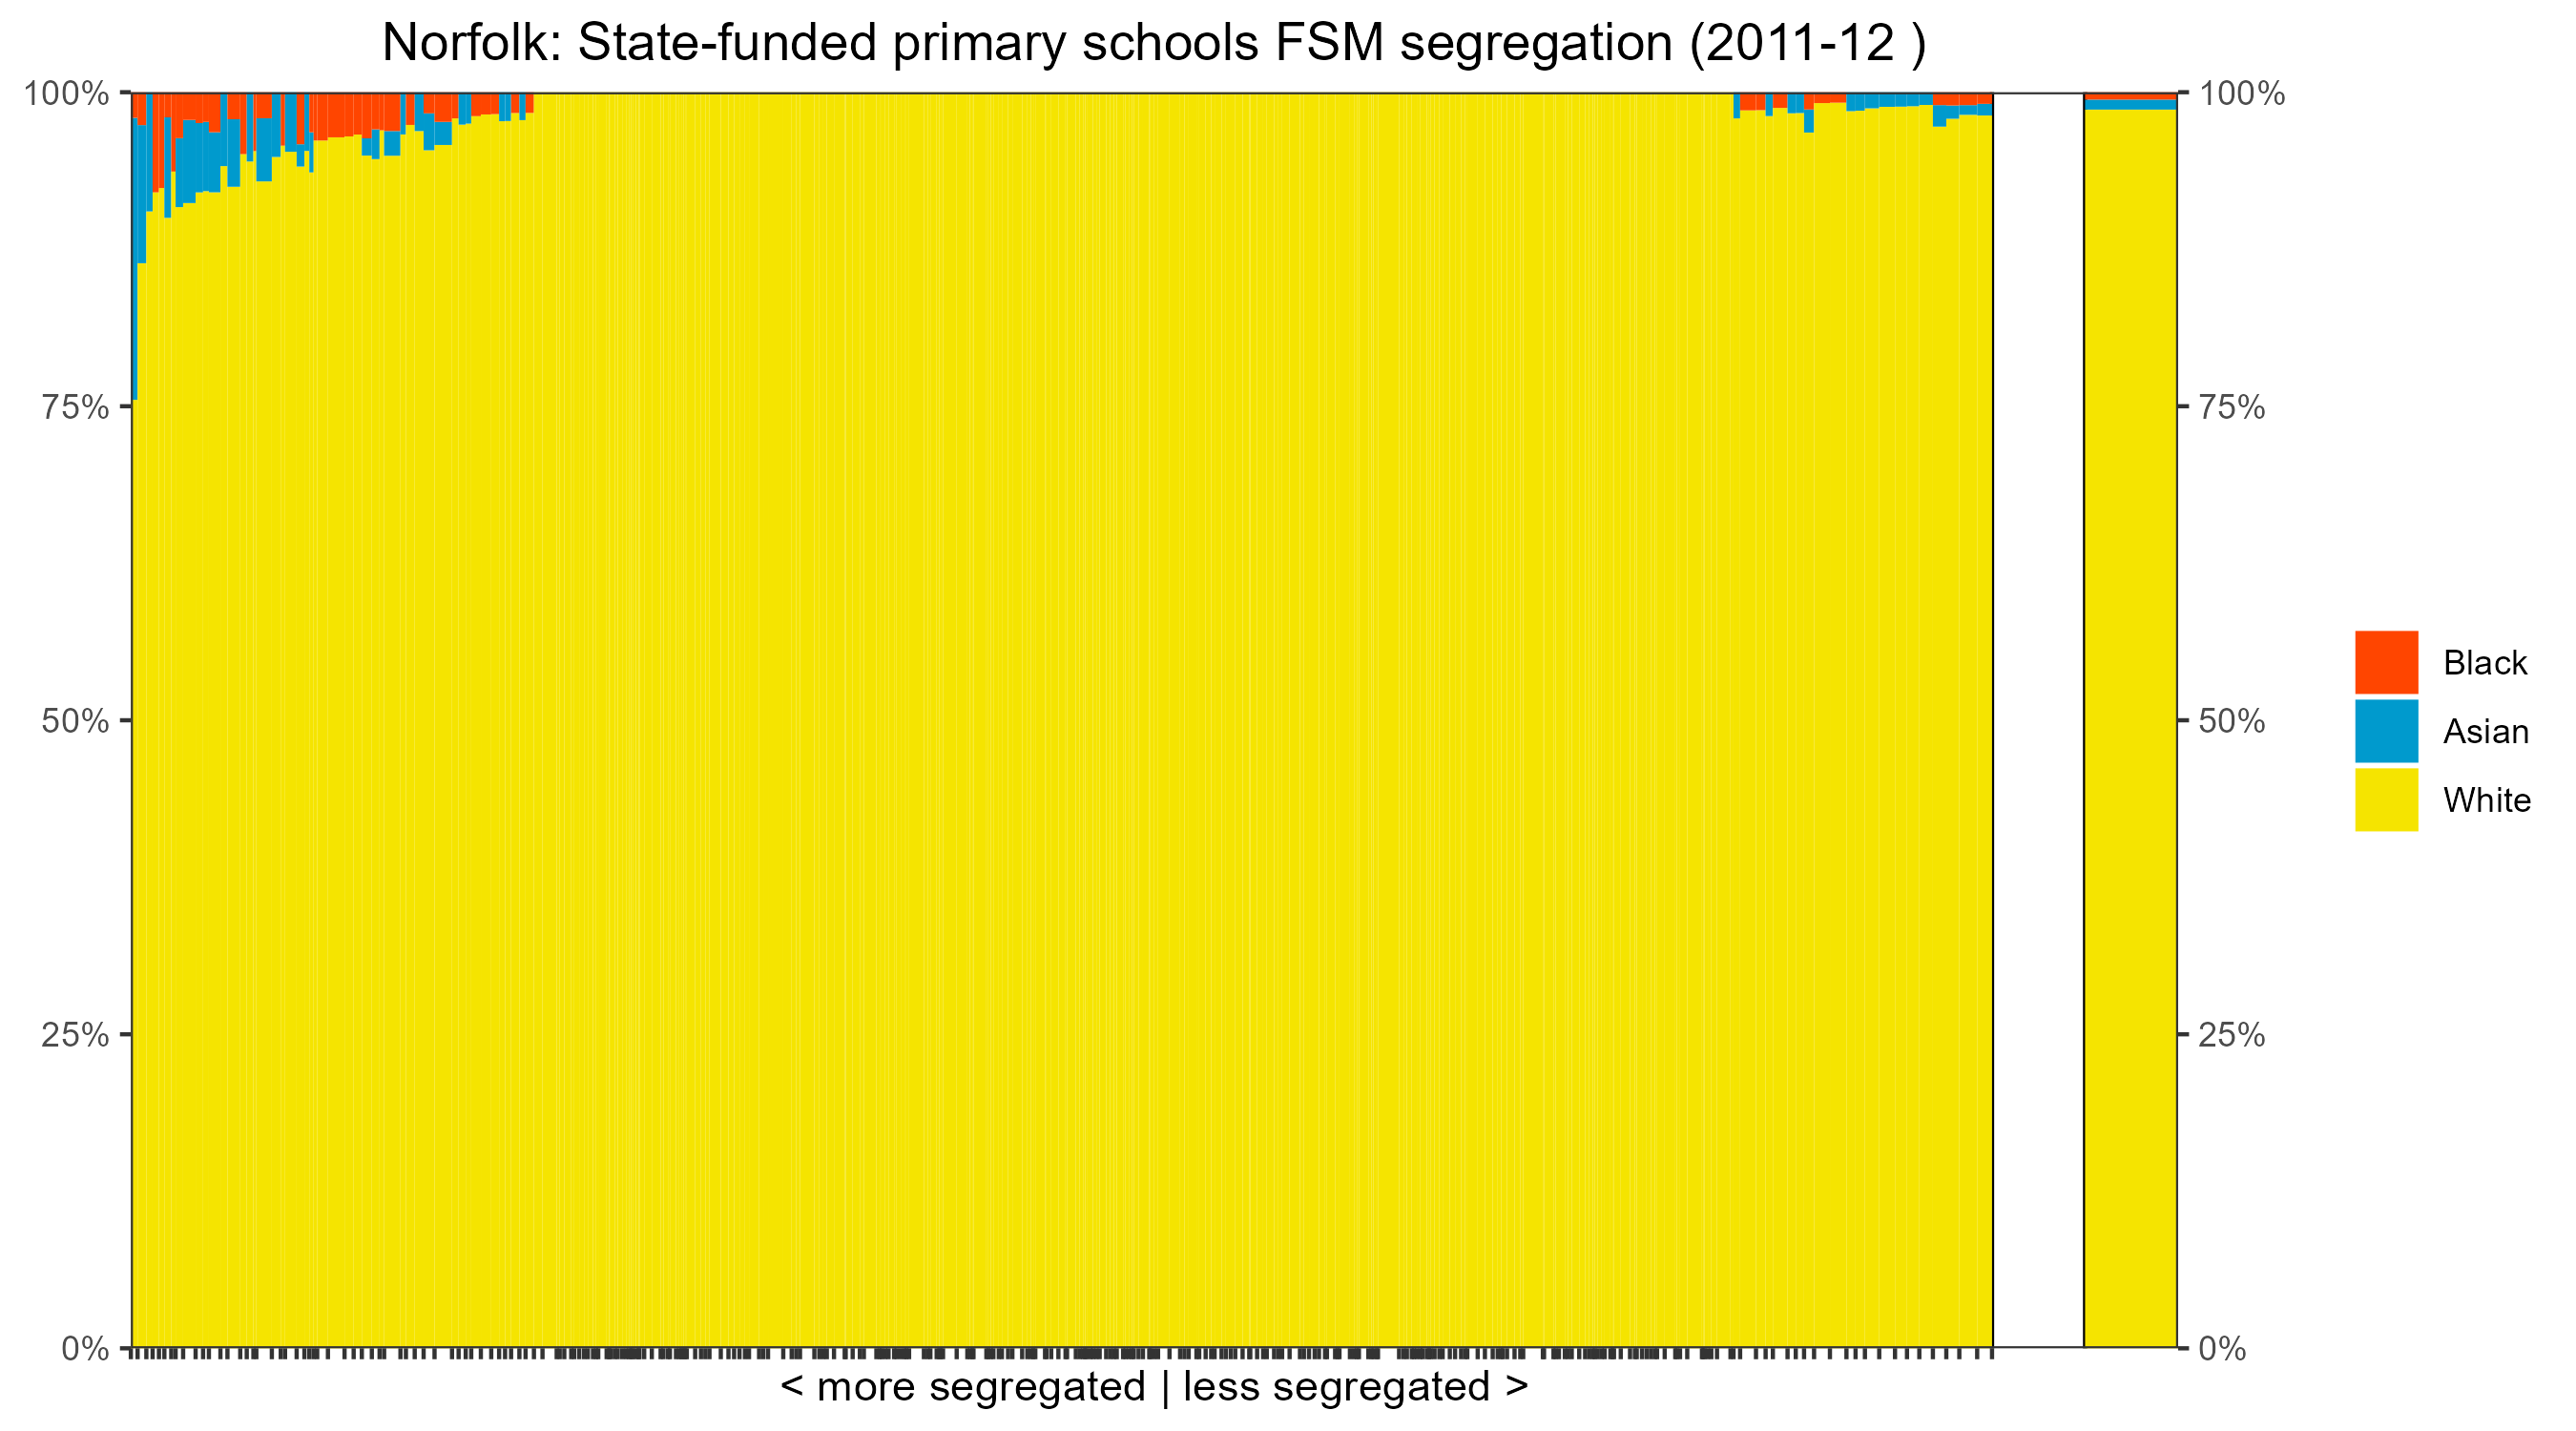 Norfolk: State-funded primary schools FSM segregation (2011-12 )
100%
75%
50%
25%
0%
100%
75%
50%
25%
0%
< more segregated | less segregated >
Black
Asian
White